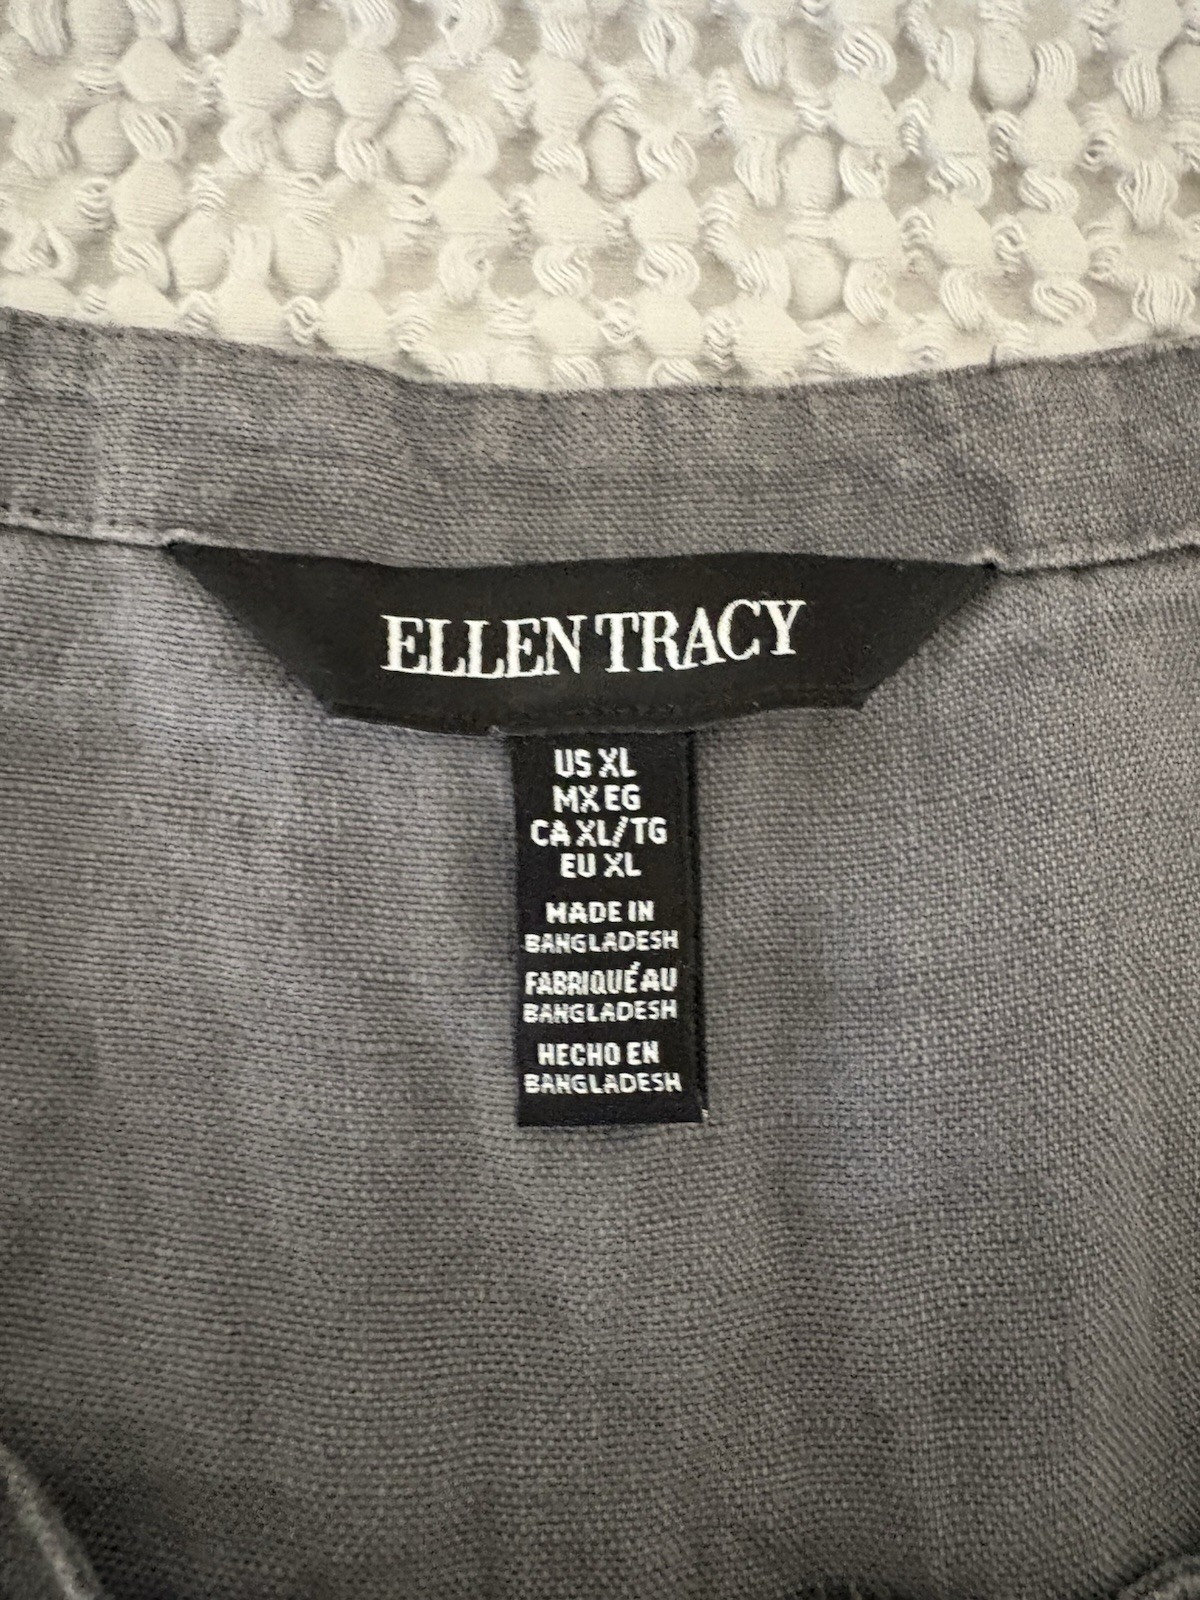 ELLEN TRACY
US XL
MX EG
CA XL/TG
EU XL
MADE IN
BANGLADESH
FABRIQUÉ AU
BANGLADESH
HECHO EN
BANGLADESH